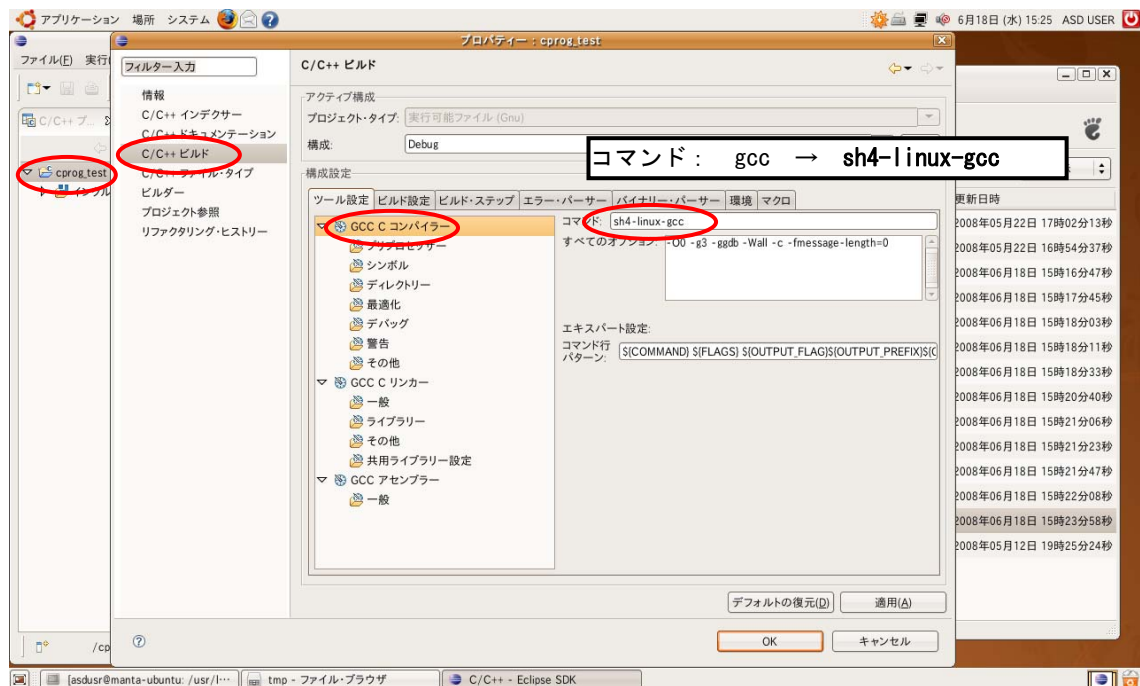 アプリケーション 場所 システム
6月18日 (水) 15:25 ASD USER
プロパティー : cprog_test
ファイル(F) 実行
フィルター入力
情報
C/C++ インデクサー
C/C++ ドキュメンテーション
C/C++ ビルド
C/C++ ファイル・タイプ
ビルダー
プロジェクト参照
リファクタリング・ヒストリー
C/C++ プ...
cprog_test
インクル
C/C++ ビルド
アクティブ構成
プロジェクト・タイプ: 実行可能ファイル (Gnu)
構成: Debug
コマンド： gcc → sh4-linux-gcc
構成設定
ツール設定 ビルド設定 ビルド・ステップ エラー・パーサー バイナリー・パーサー 環境 マクロ
GCC C コンパイラー
プリプロセッサー
シンボル
ディレクトリー
最適化
デバッグ
警告
その他
GCC C リンカー
一般
ライブラリー
その他
共用ライブラリー設定
GCC アセンブラー
一般
コマンド: sh4-linux-gcc
すべてのオプション: -O0 -g3 -ggdb -Wall -c -fmessage-length=0
エキスパート設定:
コマンド行
パターン: ${COMMAND} ${FLAGS} ${OUTPUT_FLAG}${OUTPUT_PREFIX}${O
更新日時
2008年05月22日 17時02分13秒
2008年05月22日 16時54分37秒
2008年06月18日 15時16分47秒
2008年06月18日 15時17分45秒
2008年06月18日 15時18分03秒
2008年06月18日 15時18分11秒
2008年06月18日 15時18分33秒
2008年06月18日 15時20分40秒
2008年06月18日 15時21分06秒
2008年06月18日 15時21分23秒
2008年06月18日 15時21分47秒
2008年06月18日 15時22分08秒
2008年06月18日 15時23分58秒
2008年05月12日 19時25分24秒
デフォルトの復元(D) 適用(A)
OK キャンセル
/cp
[asdusr@manta-ubuntu: /usr/l… tmp - ファイル・ブラウザ C/C++ - Eclipse SDK